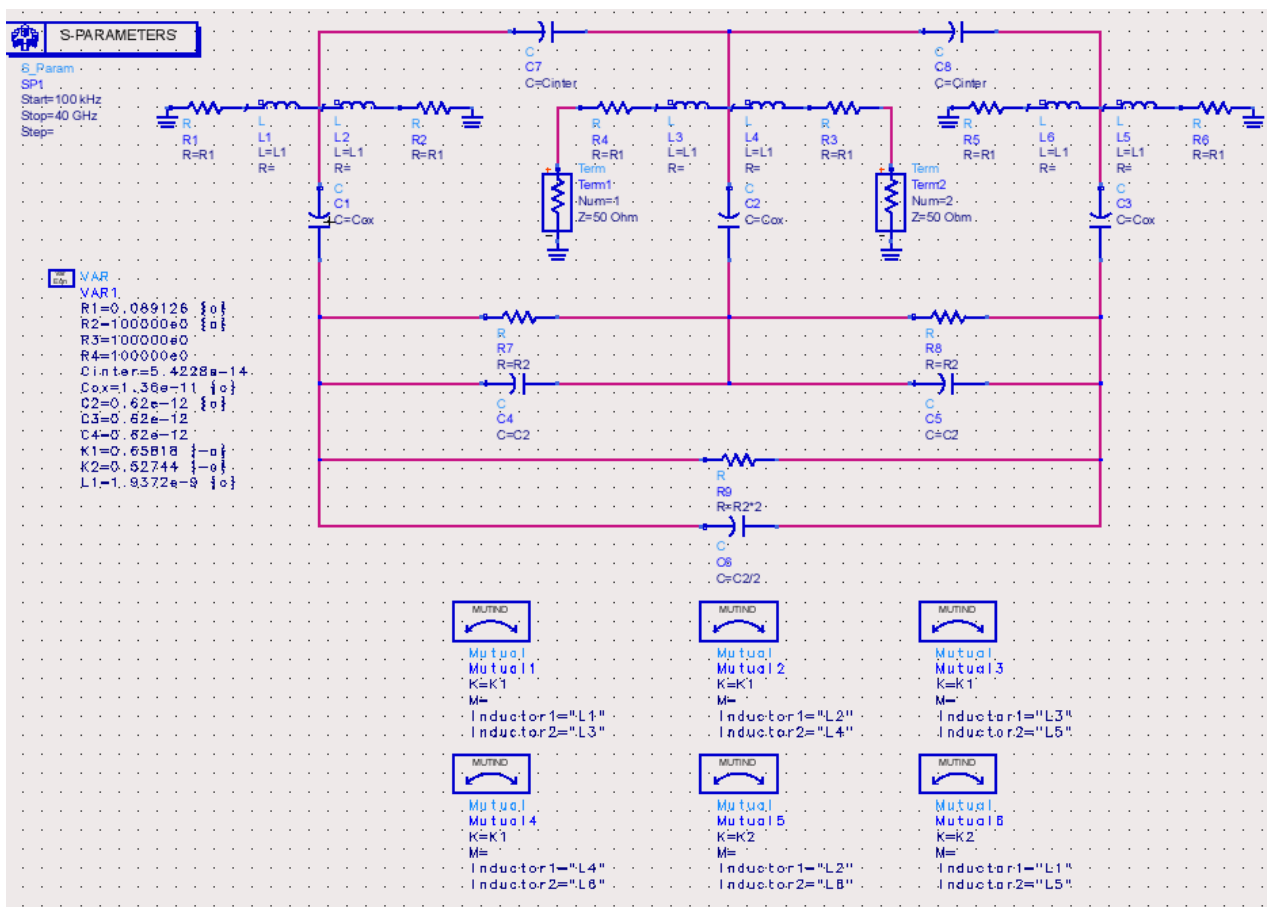 S-PARAMETERS
S_Param
SP1
Start=100 kHz
Stop=40 GHz
Step=
C
C7
C=Cinter
C
C8
C=Cinter
R
R1
R=R1
L
L1
L=L1
R=
L
L2
L=L1
R=
R
R2
R=R1
R
R4
R=R1
L
L3
L=L1
R=
L
L4
L=L1
R=
R
R3
R=R1
R
R5
R=R1
L
L6
L=L1
R=
L
L5
L=L1
R=
R
R6
R=R1
C
C1
C=Cox
Term
Term1
Num=1
Z=50 Ohm
C
C2
C=Cox
Term
Term2
Num=2
Z=50 Ohm
C
C3
C=Cox
VAR
VAR1
R1=0.089126 {o}
R2=100000e0 {o}
R3=100000e0
R4=100000e0
Cinter=5.4228e-14
Cox=1.36e-11 {o}
C2=0.62e-12 {o}
C3=0.62e-12
C4=0.62e-12
K1=0.65818 {-o}
K2=0.52744 {-o}
L1=1.9372e-9 {o}
R
R7
R=R2
R
R8
R=R2
C
C4
C=C2
C
C5
C=C2
R
R9
R=R2*2
C
C6
C=C2/2
MUTIND
Mutual
Mutual1
K=K1
M=
Inductor1="L1"
Inductor2="L3"
MUTIND
Mutual
Mutual2
K=K1
M=
Inductor1="L2"
Inductor2="L4"
MUTIND
Mutual
Mutual3
K=K1
M=
Inductor1="L3"
Inductor2="L5"
MUTIND
Mutual
Mutual4
K=K1
M=
Inductor1="L4"
Inductor2="L6"
MUTIND
Mutual
Mutual5
K=K2
M=
Inductor1="L2"
Inductor2="L6"
MUTIND
Mutual
Mutual6
K=K2
M=
Inductor1="L1"
Inductor2="L5"